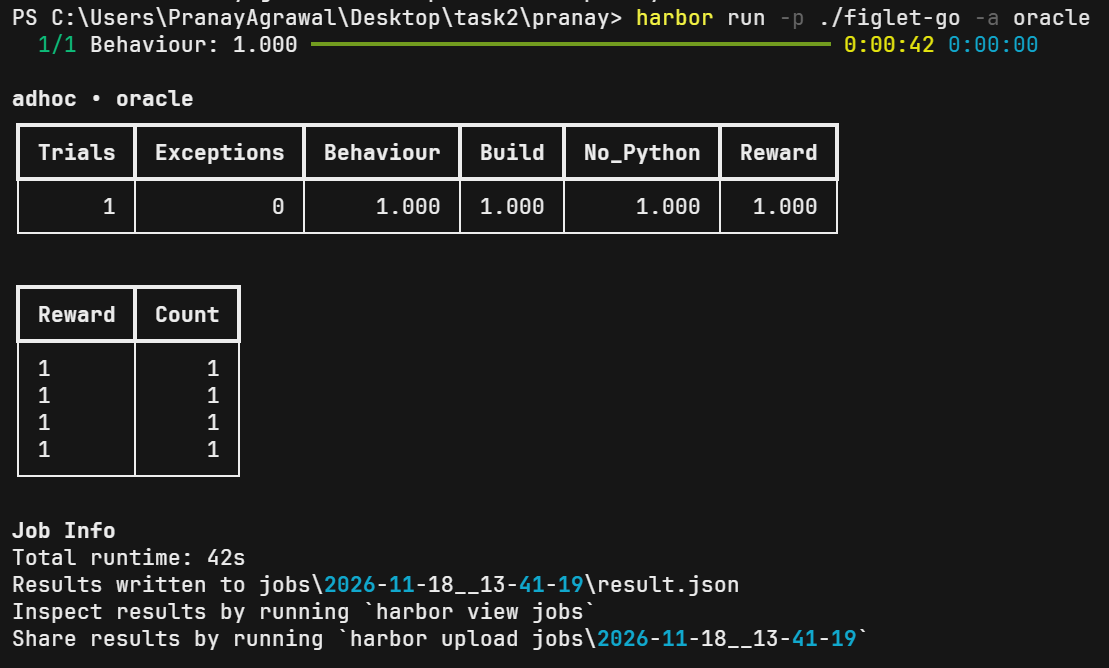 PS C:\Users\PranayAgrawal\Desktop\task2\pranay> harbor run -p ./figlet-go -a oracle
1/1 Behaviour: 1.000 0:00:42 0:00:00
adhoc • oracle
Trials Exceptions Behaviour Build No_Python Reward
1 0 1.000 1.000 1.000 1.000
Reward Count
1 1
1 1
1 1
1 1
Job Info
Total runtime: 42s
Results written to jobs\2026-11-18__13-41-19\result.json
Inspect results by running `harbor view jobs`
Share results by running `harbor upload jobs\2026-11-18__13-41-19`